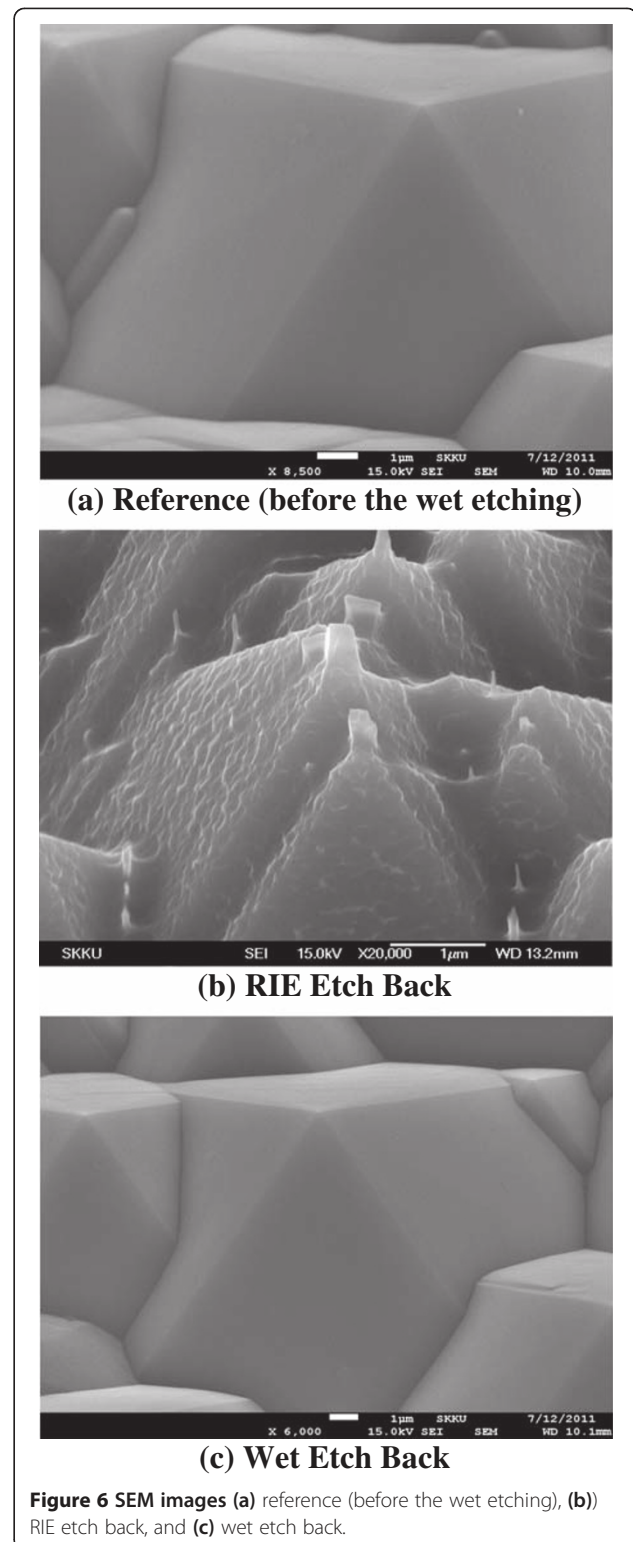 1μm SKKU 7/12/2011
X 8,500 15.0kV SEI SEM WD 10.0mm
(a) Reference (before the wet etching)
SKKU SEI 15.0kV X20,000 1μm WD 13.2mm
(b) RIE Etch Back
1μm SKKU 7/12/2011
X 6,000 15.0kV SEI SEM WD 10.1mm
(c) Wet Etch Back
Figure 6 SEM images (a) reference (before the wet etching), (b))
RIE etch back, and (c) wet etch back.